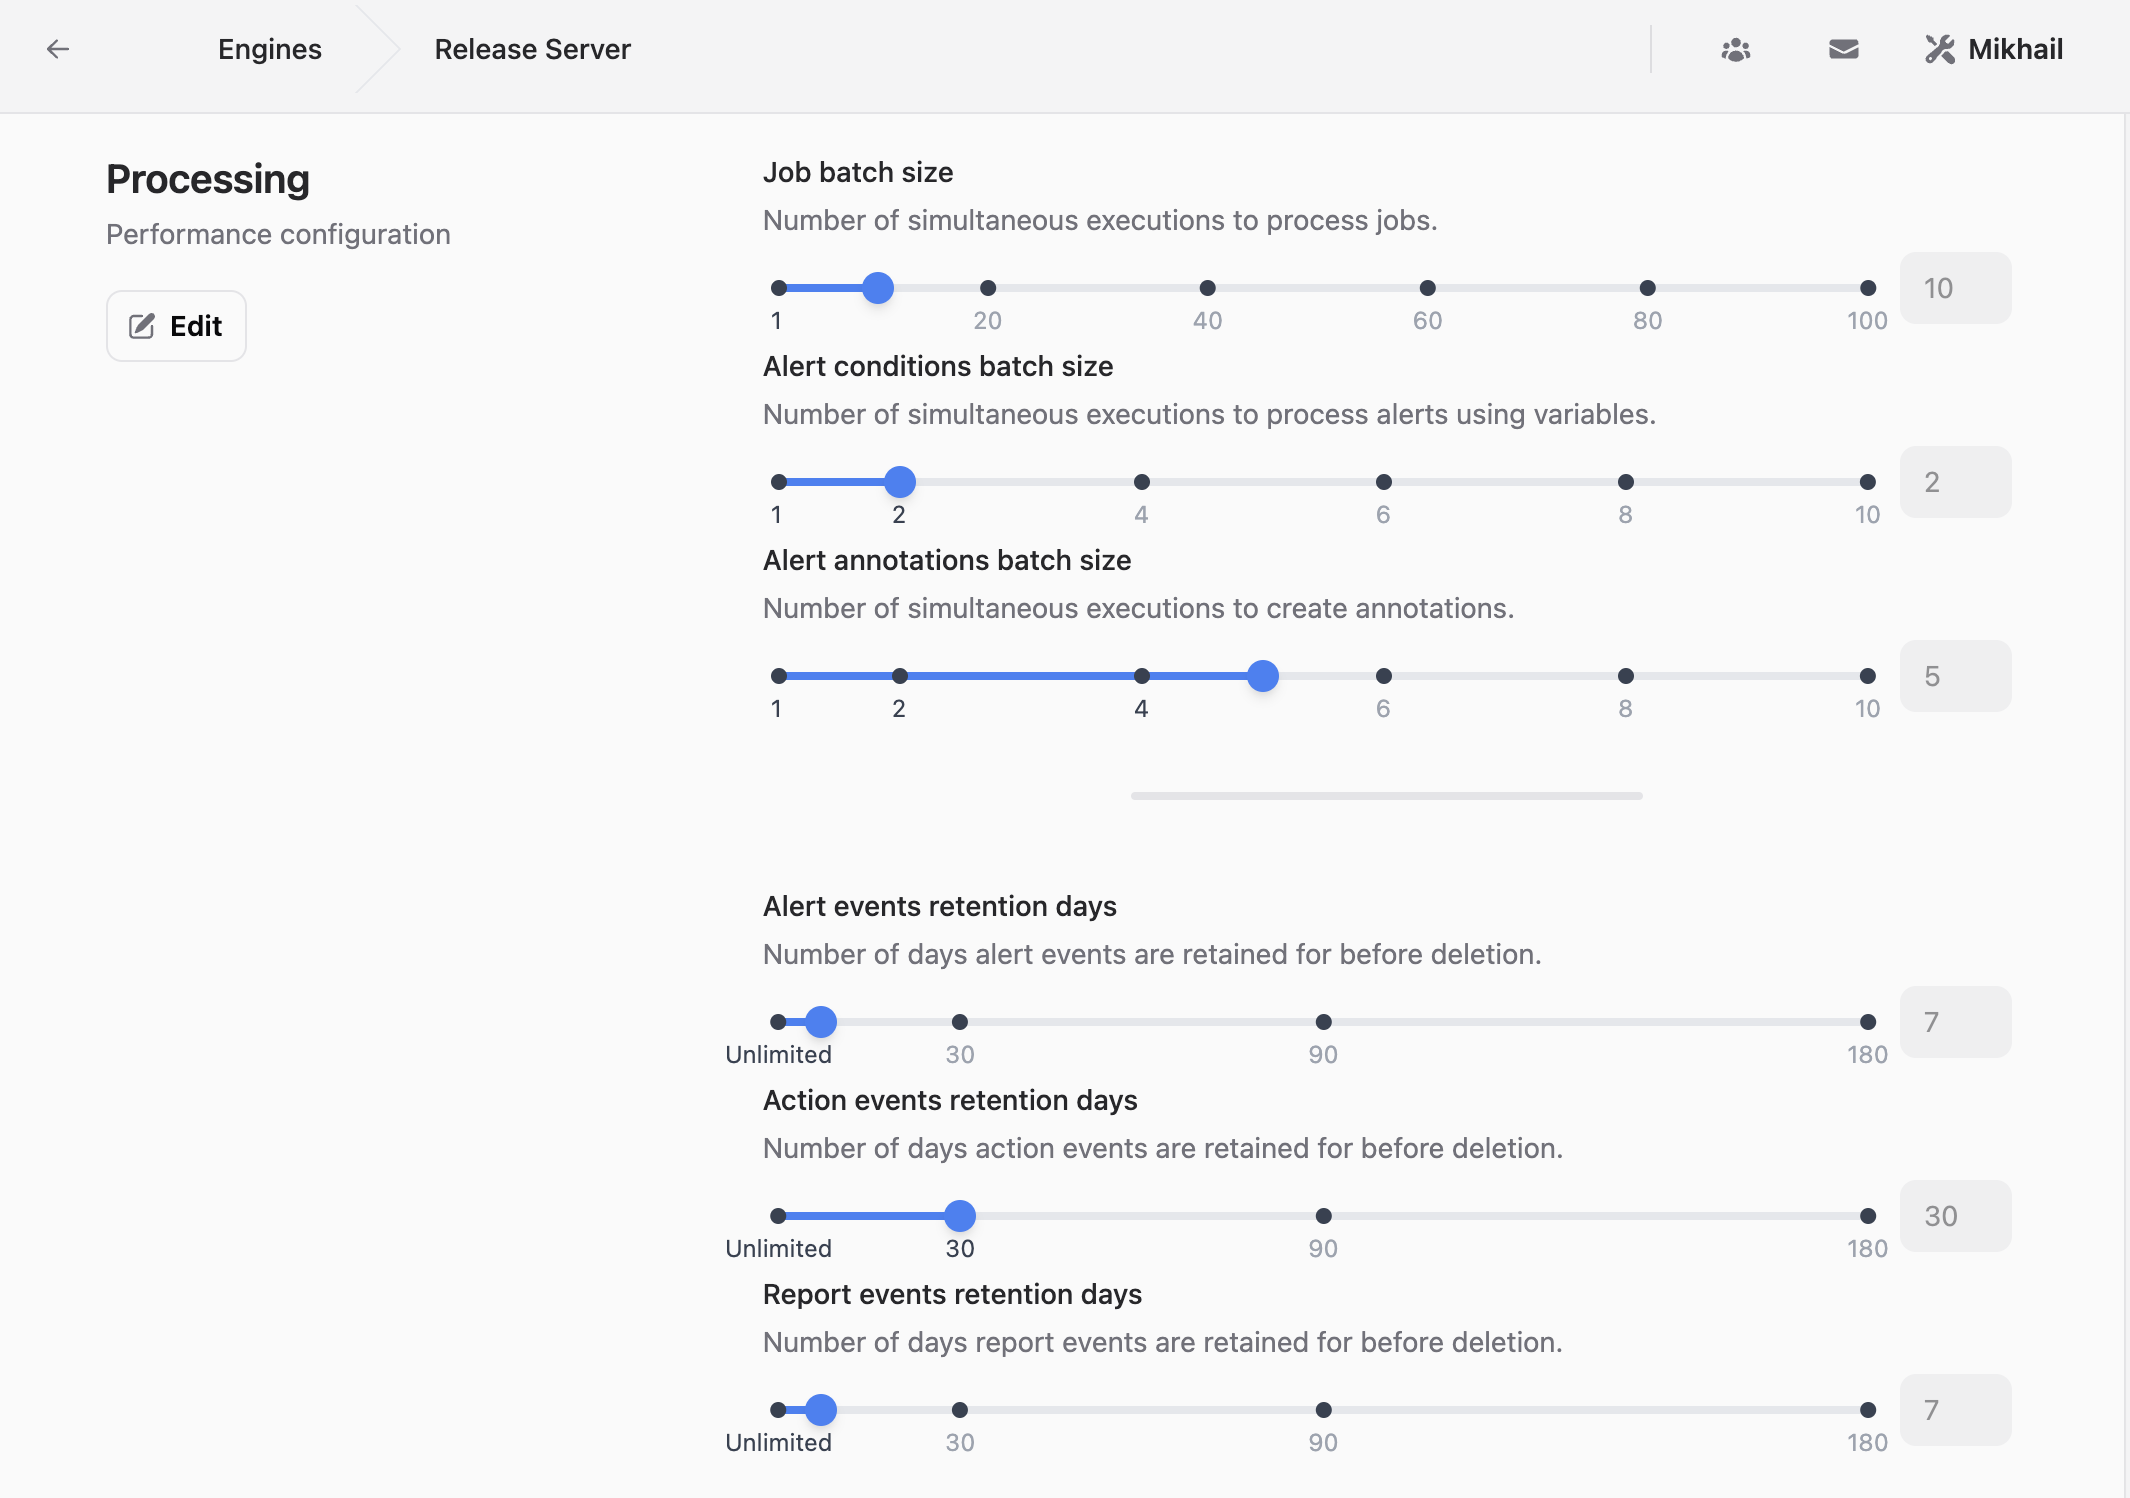 Engines
Release Server
Mikhail
Processing
Performance configuration
Edit
Job batch size
Number of simultaneous executions to process jobs.
10
1 20 40 60 80 100
Alert conditions batch size
Number of simultaneous executions to process alerts using variables.
2
1 2 4 6 8 10
Alert annotations batch size
Number of simultaneous executions to create annotations.
5
1 2 4 6 8 10
Alert events retention days
Number of days alert events are retained for before deletion.
7
Unlimited 30 90 180
Action events retention days
Number of days action events are retained for before deletion.
30
Unlimited 30 90 180
Report events retention days
Number of days report events are retained for before deletion.
7
Unlimited 30 90 180